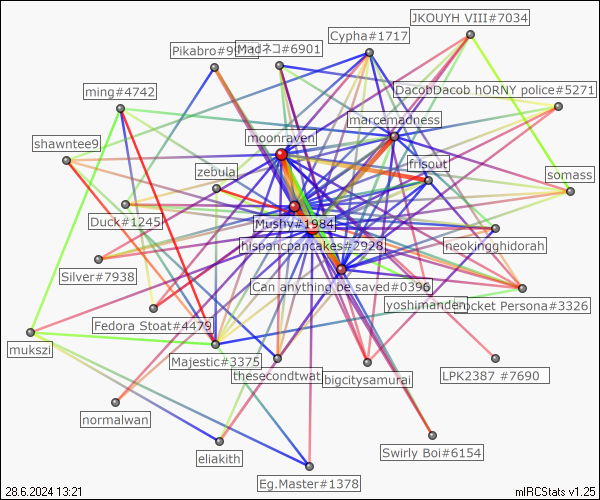 JKOUYH VIII#7034
Cypha#1717
Madネコ#6901
Pikabro#99
DacobDacob hORNY police#5271
ming#4742
marcemadness
moonraven
shawntee9
frisout
zebula
somass
Duck#1245
Mushy#1984
hispancpancakes#2928
neokingghidorah
Silver#7938
Can anything be saved#0396
yoshimanden
ocket Persona#3326
Fedora Stoat#4479
mukszi
Majestic#3375
thesecondtwat
bigcitysamurai
LPK2387 #7690
normalwan
Swirly Boi#6154
eliakith
Eg.Master#1378
28.6.2024 13:21
mIRCStats v1.25